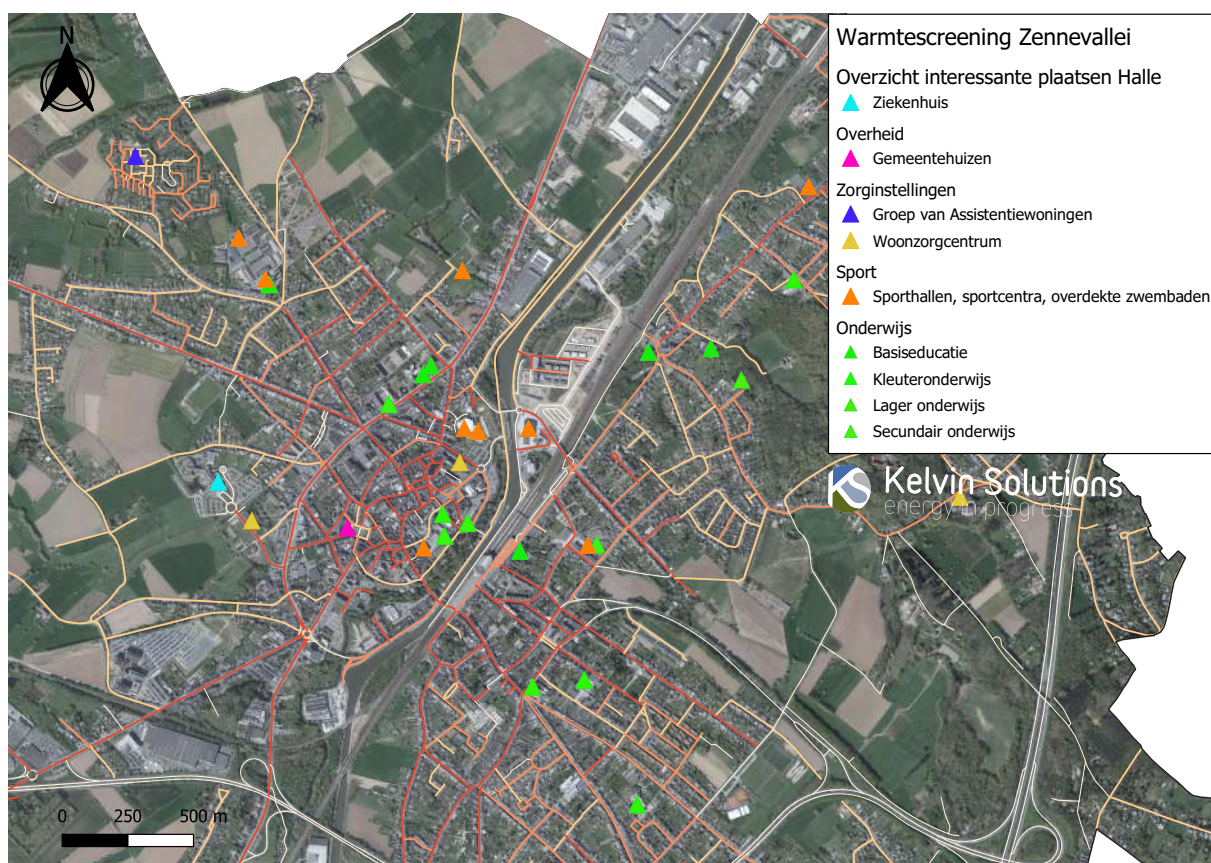 N
Warmtescreening Zennevallei
Overzicht interessante plaatsen Halle
Ziekenhuis
Overheid
Gemeentehuizen
Zorginstellingen
Groep van Assistentiewoningen
Woonzorgcentrum
Sport
Sporthallen, sportcentra, overdekte zwembaden
Onderwijs
Basiseducatie
Kleuteronderwijs
Lager onderwijs
Secundair onderwijs
KS Kelvin Solutions
energy in progress
0 250 500 m